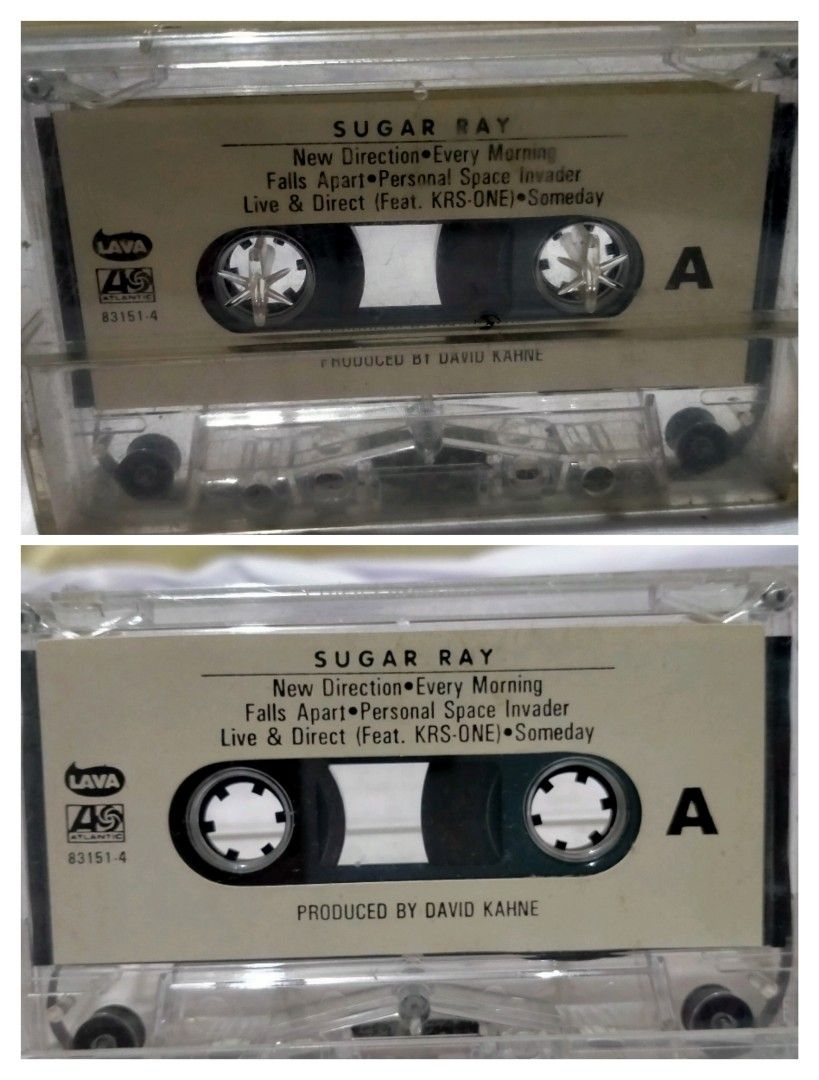 SUGAR RAY
New Direction•Every Morning
Falls Apart•Personal Space Invader
Live & Direct (Feat. KRS-ONE)•Someday
LAVA
ATLANTIC
83151-4
A
PRODUCED BY DAVID KAHNE
SUGAR RAY
New Direction•Every Morning
Falls Apart•Personal Space Invader
Live & Direct (Feat. KRS-ONE)•Someday
LAVA
ATLANTIC
83151-4
A
PRODUCED BY DAVID KAHNE